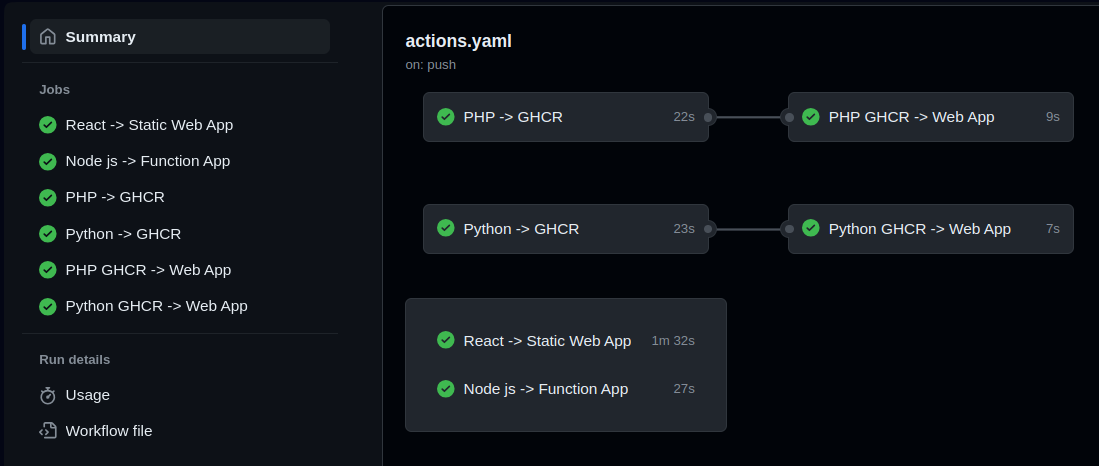 Summary
Jobs
React -> Static Web App
Node js -> Function App
PHP -> GHCR
Python -> GHCR
PHP GHCR -> Web App
Python GHCR -> Web App
Run details
Usage
Workflow file
actions.yaml
on: push
PHP -> GHCR 22s
PHP GHCR -> Web App 9s
Python -> GHCR 23s
Python GHCR -> Web App 7s
React -> Static Web App 1m 32s
Node js -> Function App 27s